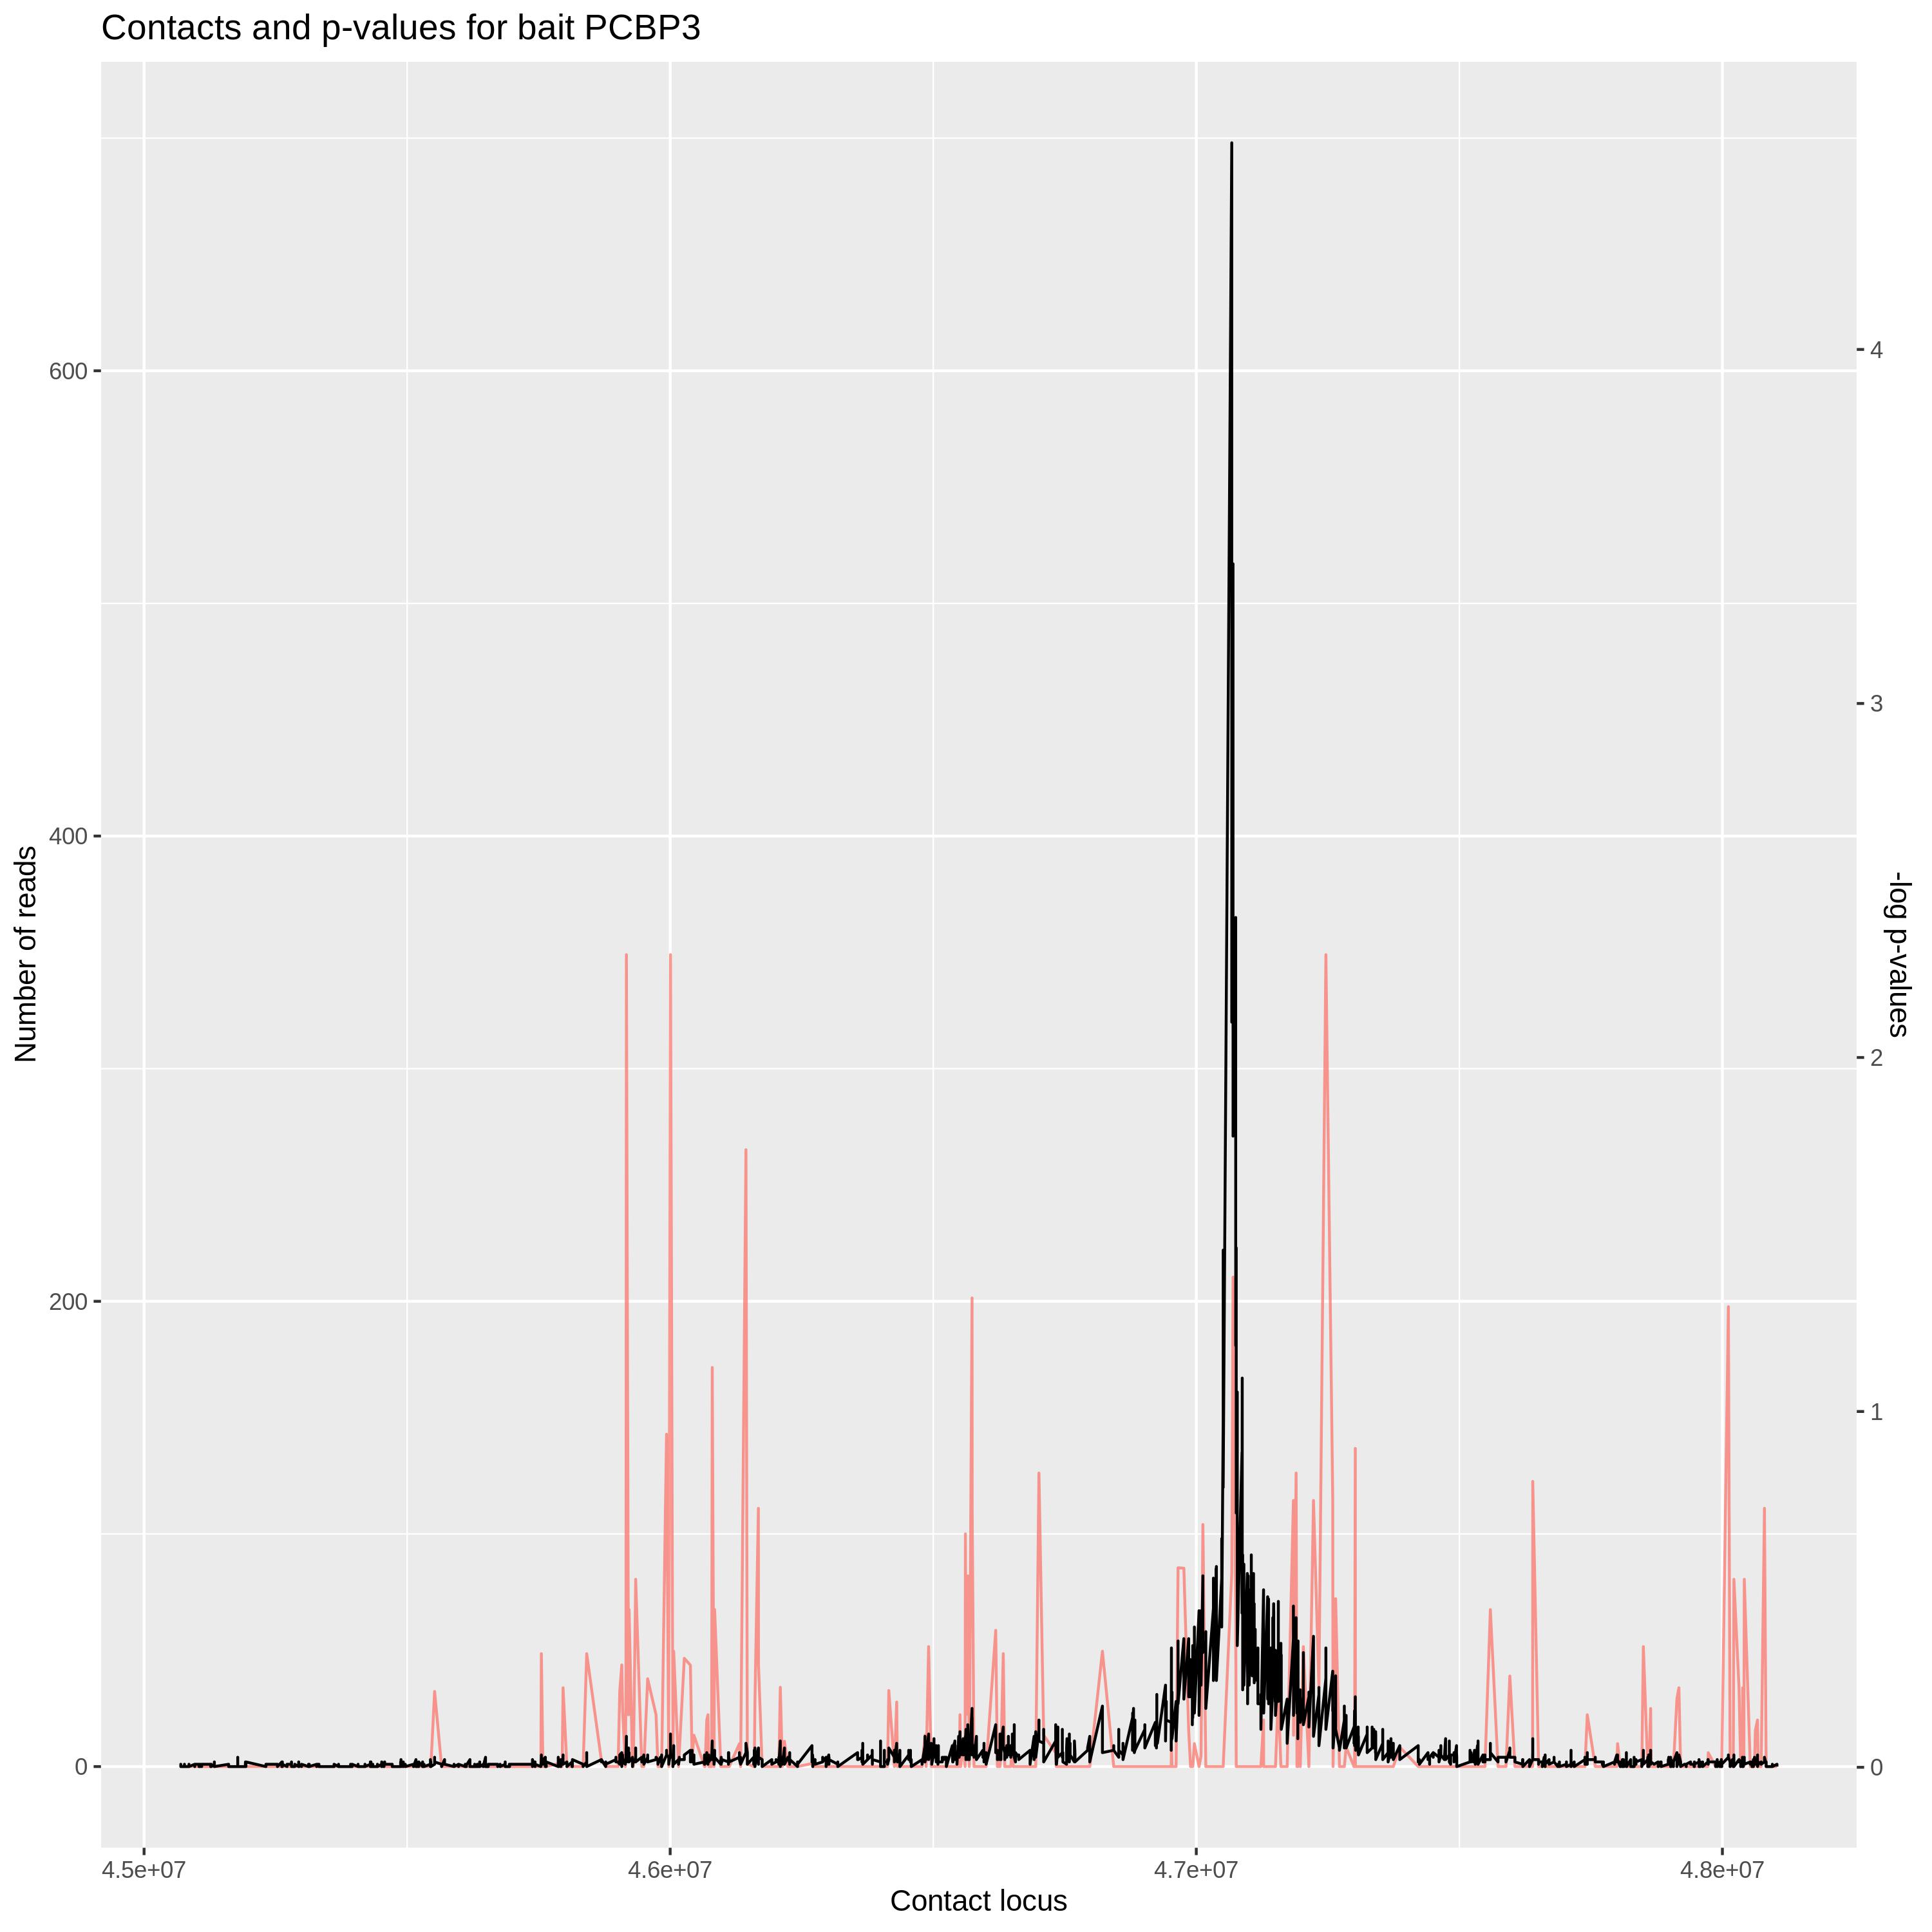 Contacts and p-values for bait PCBP3
600
400
200
0
Number of reads
4
3
2
1
0
-log p-values
4.5e+07
4.6e+07
4.7e+07
4.8e+07
Contact locus